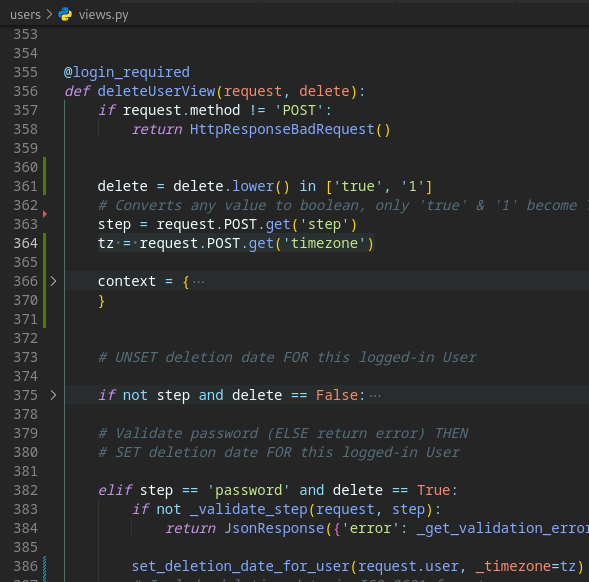 users > views.py
353
354
355 @login_required
356 def deleteUserView(request, delete):
357 if request.method != 'POST':
358 return HttpResponseBadRequest()
359
360
361 delete = delete.lower() in ['true', '1']
362 # Converts any value to boolean, only 'true' & '1' become
363 step = request.POST.get('step')
364 tz = request.POST.get('timezone')
365
366 > context = { ...
370 }
371
372
373 # UNSET deletion date FOR this logged-in User
374
375 > if not step and delete == False: ...
378
379 # Validate password (ELSE return error) THEN
380 # SET deletion date FOR this logged-in User
381
382 elif step == 'password' and delete == True:
383 if not _validate_step(request, step):
384 return JsonResponse({'error': _get_validation_error
385
386 set_deletion_date_for_user(request.user, _timezone=tz)